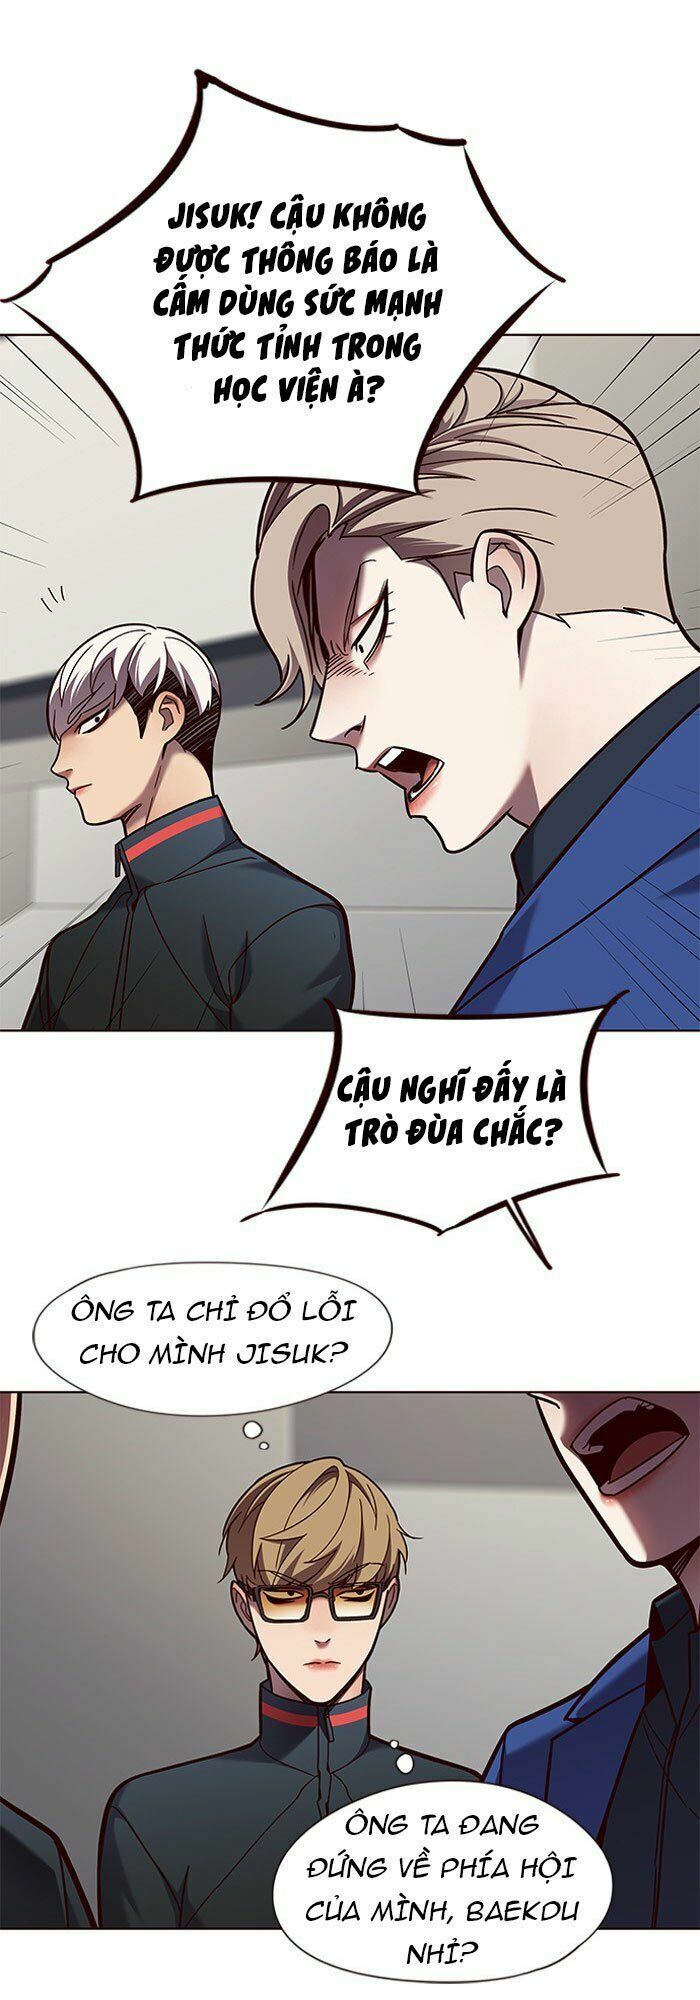 JISUK! CẬU KHÔNG
ĐƯỢC THÔNG BÁO LÀ
CẤM DÙNG SỨC MẠNH
THỨC TỈNH TRONG
HỌC VIỆN À?
CẬU NGHĨ ĐẤY LÀ
TRÒ ĐÙA CHẮC?
ÔNG TA CHỈ ĐỔ LỖI
CHO MÌNH JISUK?
ÔNG TA ĐANG
ĐỨNG VỀ PHÍA HỘI
CỦA MÌNH, BAEKDU
NHỈ?